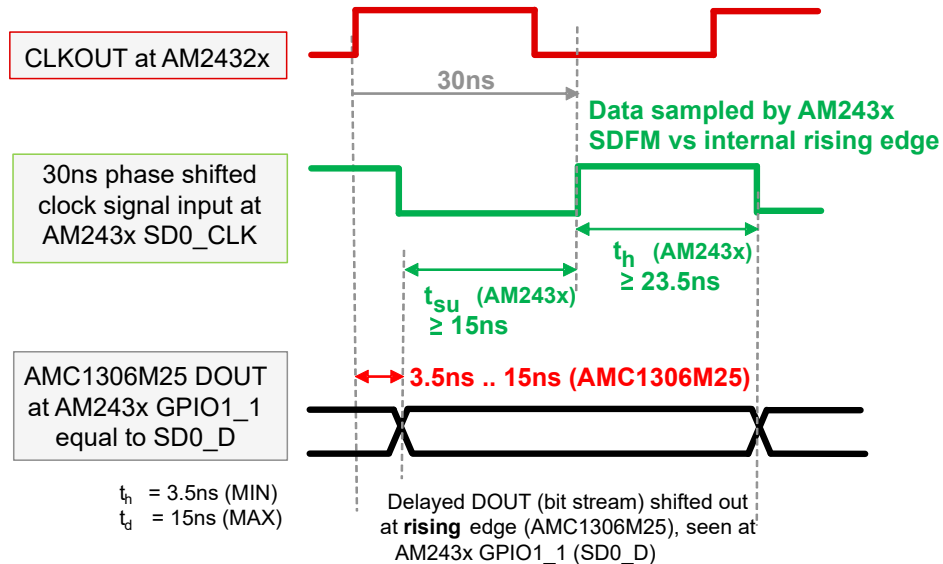 CLKOUT at AM2432x
30ns
Data sampled by AM243x
SDFM vs internal rising edge
30ns phase shifted
clock signal input at
AM243x SD0_CLK
tsu (AM243x)
≥ 15ns
th (AM243x)
≥ 23.5ns
AMC1306M25 DOUT
at AM243x GPIO1_1
equal to SD0_D
3.5ns .. 15ns (AMC1306M25)
th = 3.5ns (MIN)
td = 15ns (MAX)
Delayed DOUT (bit stream) shifted out
at rising edge (AMC1306M25), seen at
AM243x GPIO1_1 (SD0_D)